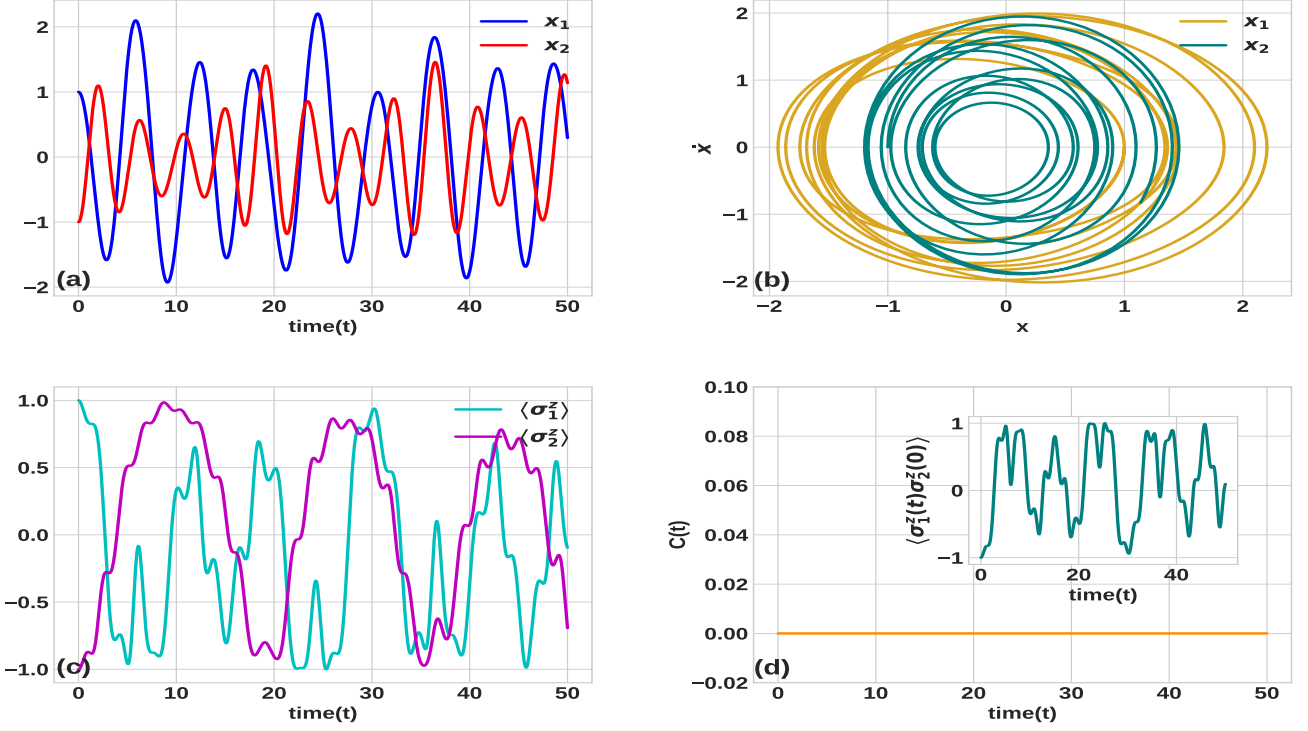 2
1
0
−1
−2
0
10
20
30
40
50
time(t)
x₁
x₂
(a)
2
1
0
−1
−2
ẋ
−2
−1
0
1
2
x
x₁
x₂
(b)
1.0
0.5
0.0
−0.5
−1.0
0
10
20
30
40
50
time(t)
⟨σ₁ᶻ⟩
⟨σ₂ᶻ⟩
(c)
0.10
0.08
0.06
0.04
0.02
0.00
−0.02
C(t)
0
10
20
30
40
50
time(t)
(d)
⟨σ₁ᶻ(t)σ₂ᶻ(0)⟩
1
0
−1
0
20
40
time(t)